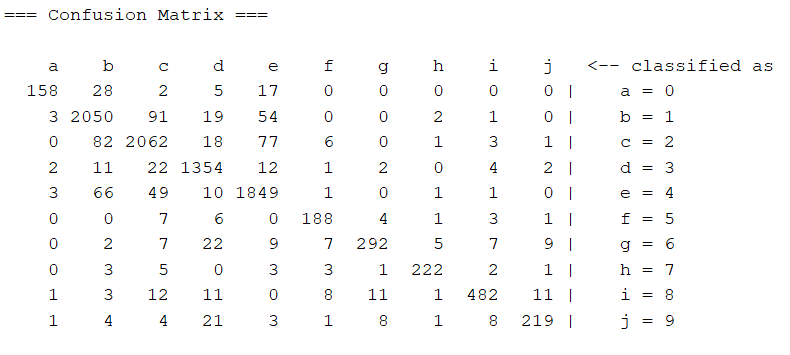 === Confusion Matrix ===
a b c d e f g h i j <-- classified as
158 28 2 5 17 0 0 0 0 0 | a = 0
3 2050 91 19 54 0 0 2 1 0 | b = 1
0 82 2062 18 77 6 0 1 3 1 | c = 2
2 11 22 1354 12 1 2 0 4 2 | d = 3
3 66 49 10 1849 1 0 1 1 0 | e = 4
0 0 7 6 0 188 4 1 3 1 | f = 5
0 2 7 22 9 7 292 5 7 9 | g = 6
0 3 5 0 3 3 1 222 2 1 | h = 7
1 3 12 11 0 8 11 1 482 11 | i = 8
1 4 4 21 3 1 8 1 8 219 | j = 9